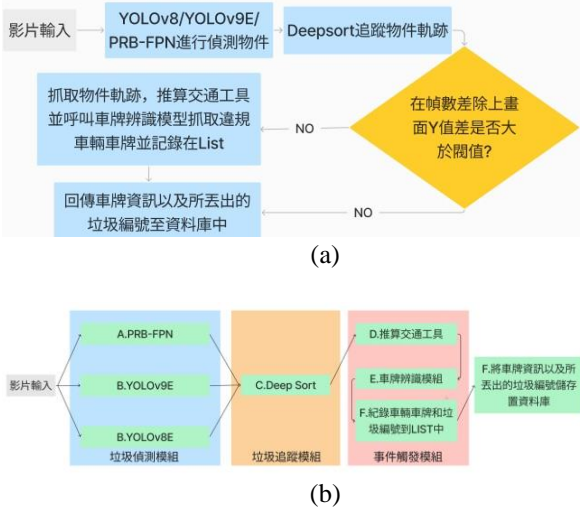 影片輸入
YOLOv8/YOLOv9E/
PRB-FPN進行偵測物件
Deepsort追蹤物件軌跡
在幀數差除上畫
面Y值差是否大
於閥值?
NO
抓取物件軌跡，推算交通工具
並呼叫車牌辨識模型抓取違規
車輛車牌並記錄在List
NO
回傳車牌資訊以及所丟出的
垃圾編號至資料庫中
(a)
影片輸入
A.PRB-FPN
B.YOLOv9E
B.YOLOv8E
垃圾偵測模組
C.Deep Sort
垃圾追蹤模組
D.推算交通工具
E.車牌辨識模組
F.紀錄車輛車牌和垃
圾編號到LIST中
事件觸發模組
F.將車牌資訊以及所
丟出的垃圾編號儲存
置資料庫
(b)